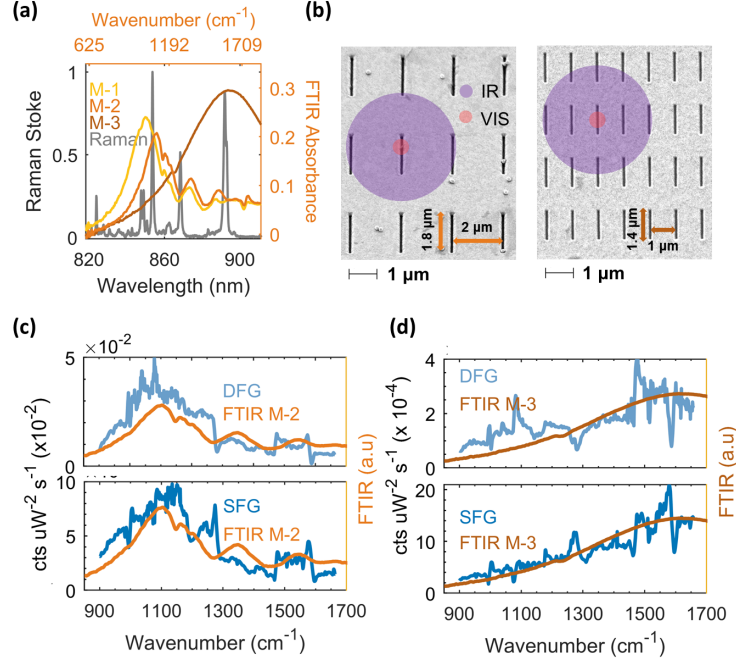 (a)
Wavenumber (cm-1)
625 1192 1709
Raman Stoke
1
0.5
0
M-1
M-2
M-3
Raman
0.3
0.2
0.1
0
FTIR Absorbance
820 860 900
Wavelength (nm)
(b)
IR
VIS
1.8 μm
2 μm
1 μm
1.4 μm
1 μm
1 μm
(c)
×10-2
5
0
DFG
FTIR M-2
10
5
0
SFG
FTIR M-2
cts uW-2 s-1 (x10-2)
FTIR (a.u)
900 1100 1300 1500 1700
Wavenumber (cm-1)
(d)
4
2
0
DFG
FTIR M-3
20
10
0
SFG
FTIR M-3
cts uW-2 s-1 (x 10-4)
FTIR (a.u)
900 1100 1300 1500 1700
Wavenumber (cm-1)